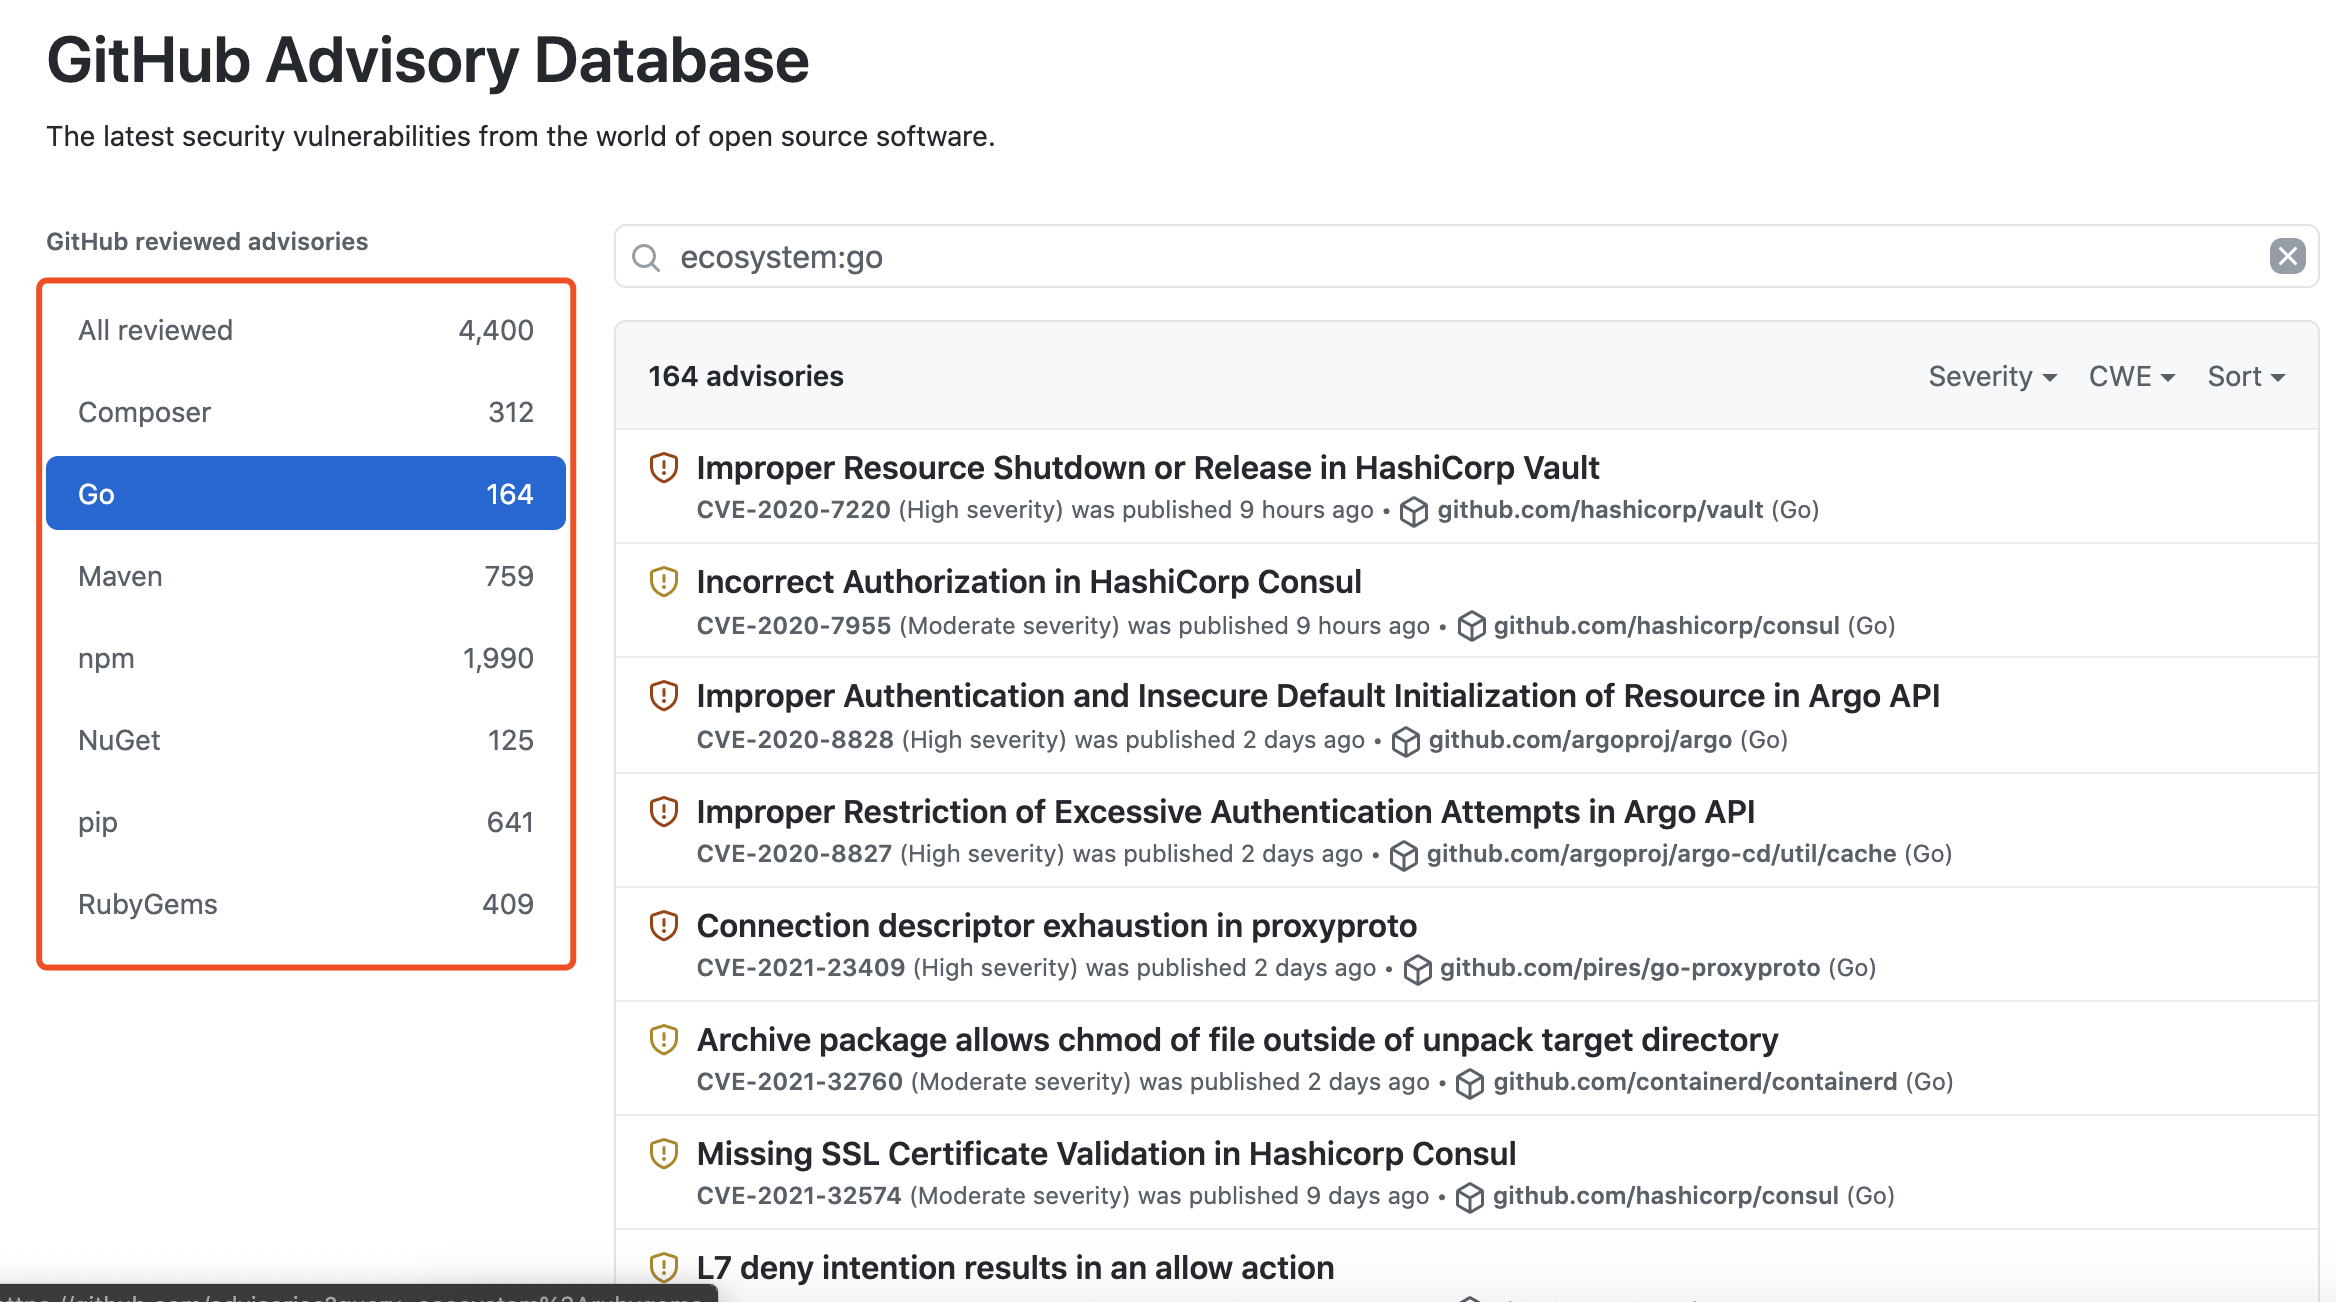 GitHub Advisory Database
The latest security vulnerabilities from the world of open source software.
GitHub reviewed advisories
All reviewed 4,400
Composer 312
Go 164
Maven 759
npm 1,990
NuGet 125
pip 641
RubyGems 409
ecosystem:go
164 advisories Severity CWE Sort
Improper Resource Shutdown or Release in HashiCorp Vault
CVE-2020-7220 (High severity) was published 9 hours ago • github.com/hashicorp/vault (Go)
Incorrect Authorization in HashiCorp Consul
CVE-2020-7955 (Moderate severity) was published 9 hours ago • github.com/hashicorp/consul (Go)
Improper Authentication and Insecure Default Initialization of Resource in Argo API
CVE-2020-8828 (High severity) was published 2 days ago • github.com/argoproj/argo (Go)
Improper Restriction of Excessive Authentication Attempts in Argo API
CVE-2020-8827 (High severity) was published 2 days ago • github.com/argoproj/argo-cd/util/cache (Go)
Connection descriptor exhaustion in proxyproto
CVE-2021-23409 (High severity) was published 2 days ago • github.com/pires/go-proxyproto (Go)
Archive package allows chmod of file outside of unpack target directory
CVE-2021-32760 (Moderate severity) was published 2 days ago • github.com/containerd/containerd (Go)
Missing SSL Certificate Validation in Hashicorp Consul
CVE-2021-32574 (Moderate severity) was published 9 days ago • github.com/hashicorp/consul (Go)
L7 deny intention results in an allow action